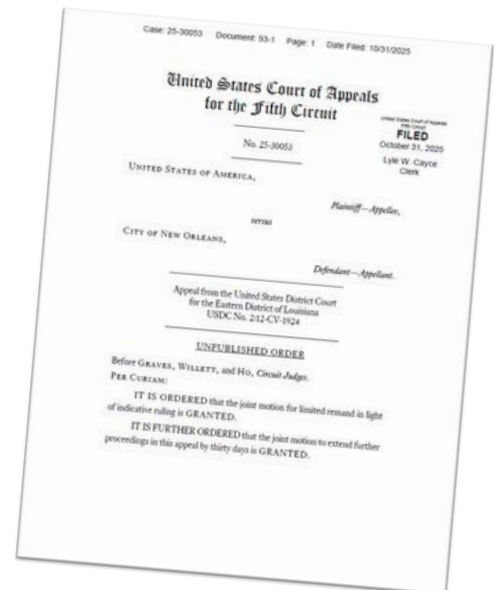 Case: 25-30053 Document: 93-1 Page: 1 Date Filed: 10/31/2025
United States Court of Appeals
for the Fifth Circuit
United States Court of Appeals
Fifth Circuit
FILED
October 31, 2025
Lyle W. Cayce
Clerk
No. 25-30053
UNITED STATES OF AMERICA,
Plaintiff—Appellee,
versus
CITY OF NEW ORLEANS,
Defendant—Appellant.
Appeal from the United States District Court
for the Eastern District of Louisiana
USDC No. 2:12-CV-1924
UNPUBLISHED ORDER
Before GRAVES, WILLETT, and HO, Circuit Judges.
PER CURIAM:
IT IS ORDERED that the joint motion for limited remand in light
of indicative ruling is GRANTED.
IT IS FURTHER ORDERED that the joint motion to extend further
proceedings in this appeal by thirty days is GRANTED.